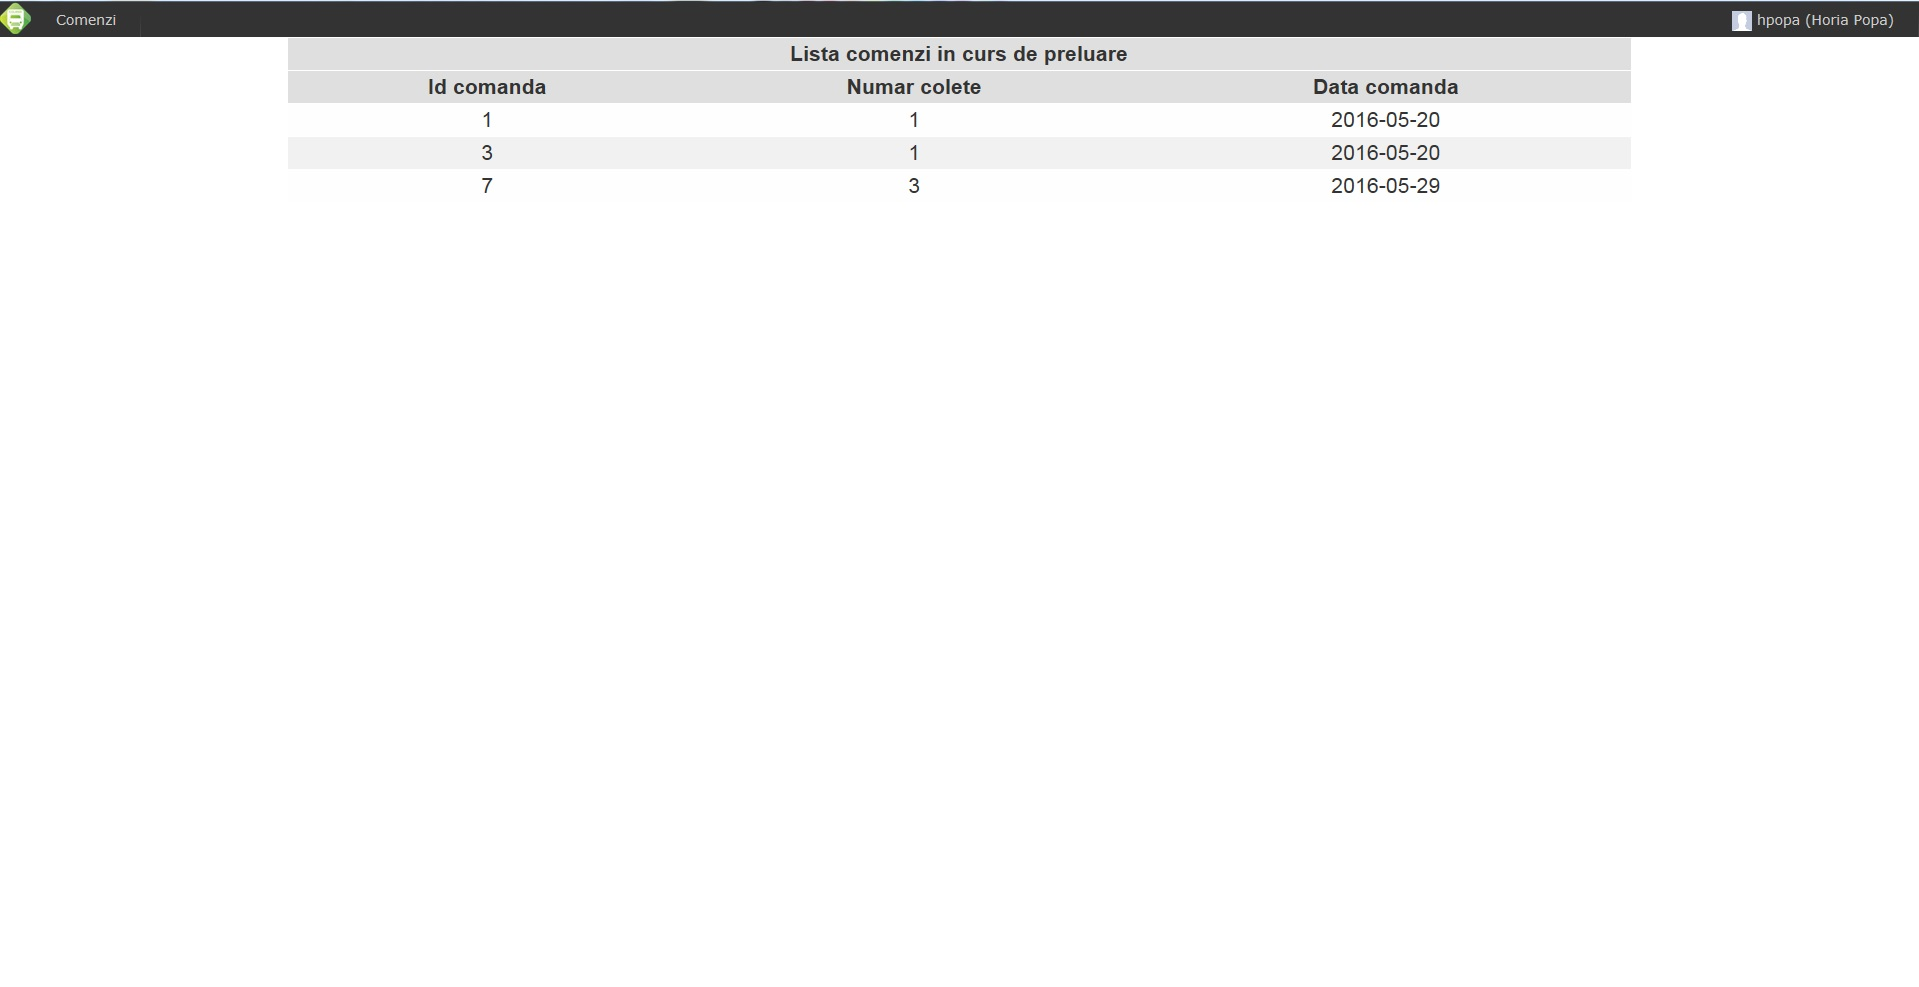 Comenzi hpopa (Horia Popa)
Lista comenzi in curs de preluare
Id comanda Numar colete Data comanda
1 1 2016-05-20
3 1 2016-05-20
7 3 2016-05-29